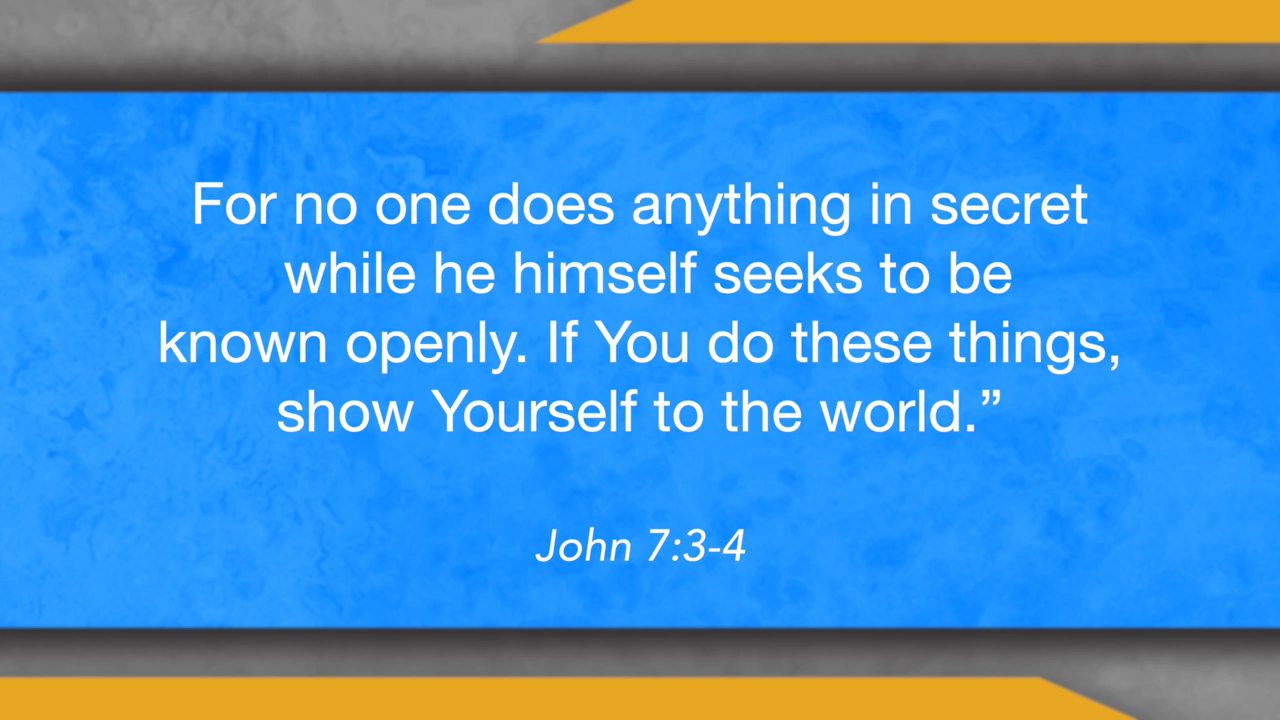 For no one does anything in secret
while he himself seeks to be
known openly. If You do these things,
show Yourself to the world.”
John 7:3-4